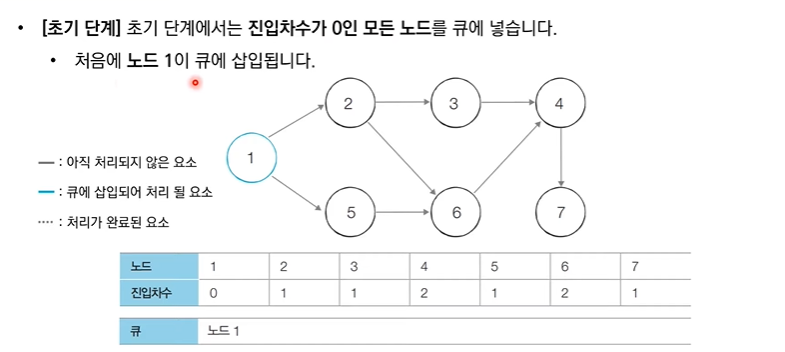 • [초기 단계] 초기 단계에서는 진입차수가 0인 모든 노드를 큐에 넣습니다.
• 처음에 노드 1이 큐에 삽입됩니다.
2 3 4
1
: 아직 처리되지 않은 요소
: 큐에 삽입되어 처리 될 요소
: 처리가 완료된 요소
5 6 7
노드 1 2 3 4 5 6 7
진입차수 0 1 1 2 1 2 1
큐 노드 1